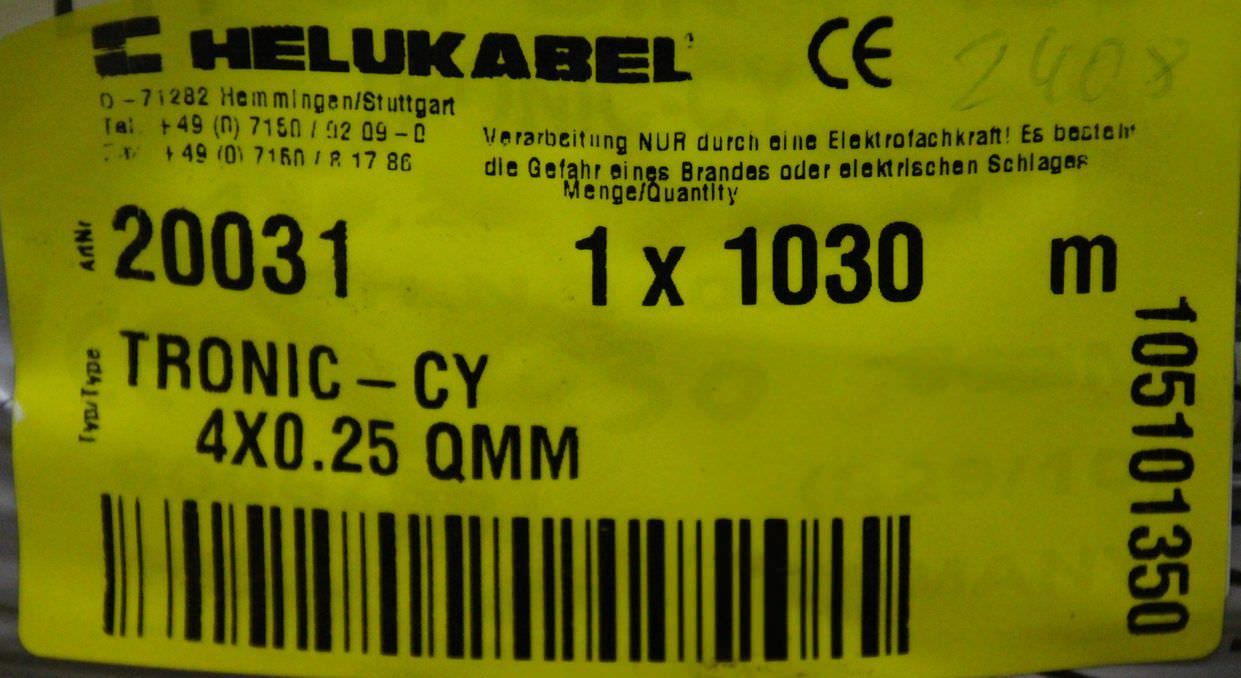 HELUKABEL
CE
2408
D-71282 Hemmingen/Stuttgart
Tel. +49 (0) 7150 / 92 09-0
+49 (0) 7150 / 8 17 86
Verarbeitung NUR durch eine Elektrofachkraft! Es besteht
die Gefahr eines Brandes oder elektrischen Schlages
Menge/Quantity
ArtNr
20031
1 x 1030 m
Typ/Type
TRONIC-CY
4X0.25 QMM
105101350